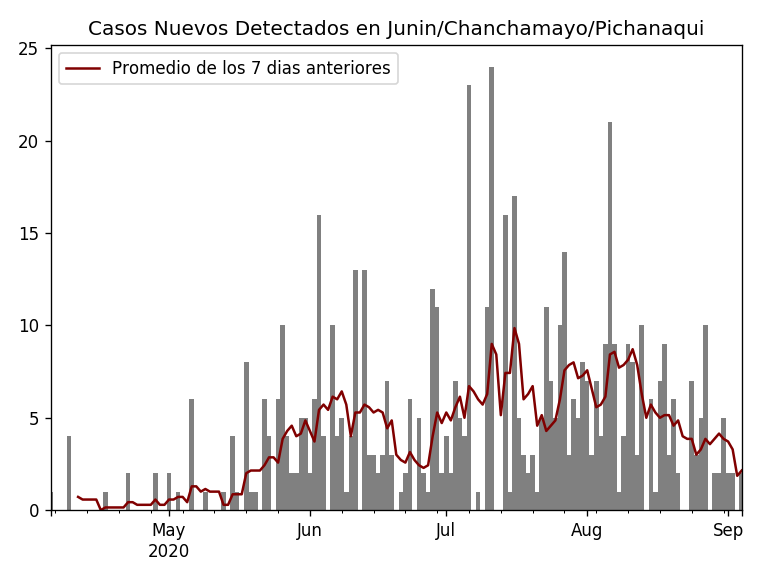 Casos Nuevos Detectados en Junin/Chanchamayo/Pichanaqui
Promedio de los 7 dias anteriores
25
20
15
10
5
0
May Jun Jul Aug Sep
2020